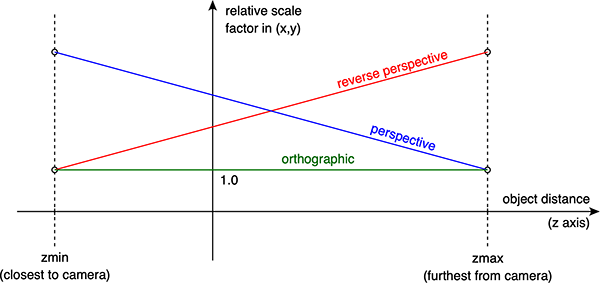 relative scale
factor in (x,y)
reverse perspective
perspective
orthographic
1.0
object distance
(z axis)
zmin
(closest to camera)
zmax
(furthest from camera)